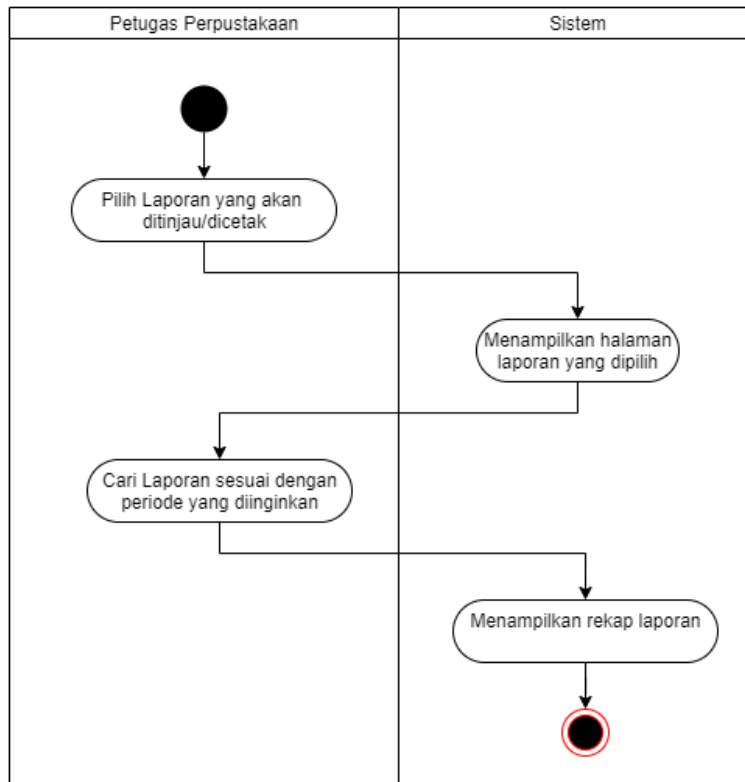 Petugas Perpustakaan
Sistem
Pilih Laporan yang akan
ditinjau/dicetak
Menampilkan halaman
laporan yang dipilih
Cari Laporan sesuai dengan
periode yang diinginkan
Menampilkan rekap laporan